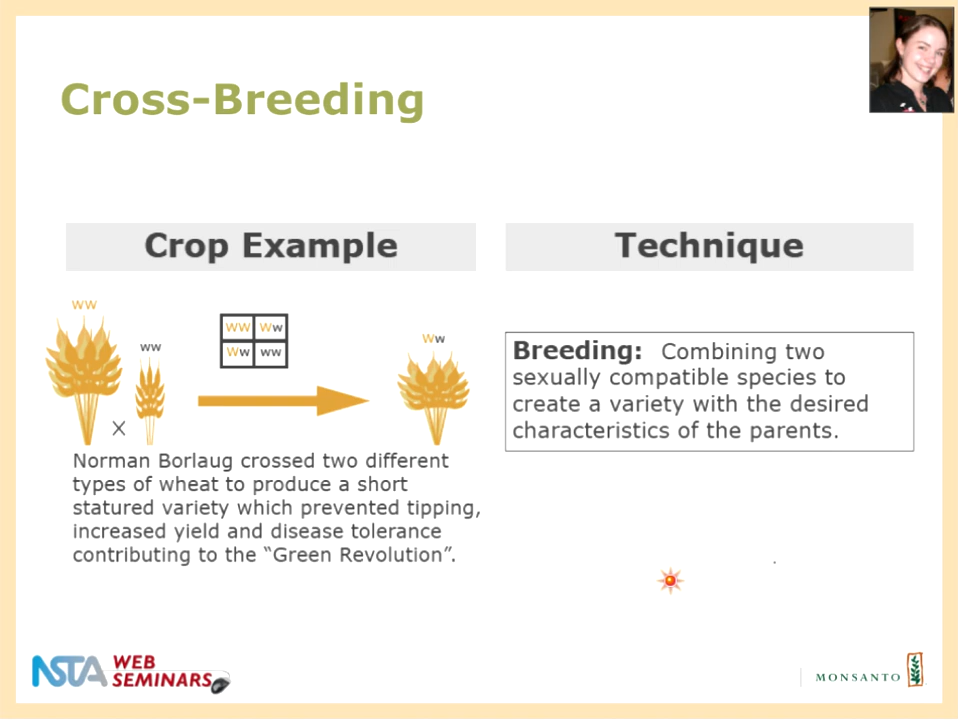 Cross-Breeding
Crop Example
WW
ww
X
WW Ww
Ww ww
Ww
Norman Borlaug crossed two different
types of wheat to produce a short
statured variety which prevented tipping,
increased yield and disease tolerance
contributing to the “Green Revolution”.
Technique
Breeding: Combining two
sexually compatible species to
create a variety with the desired
characteristics of the parents.
NSTA WEB
SEMINARS
MONSANTO